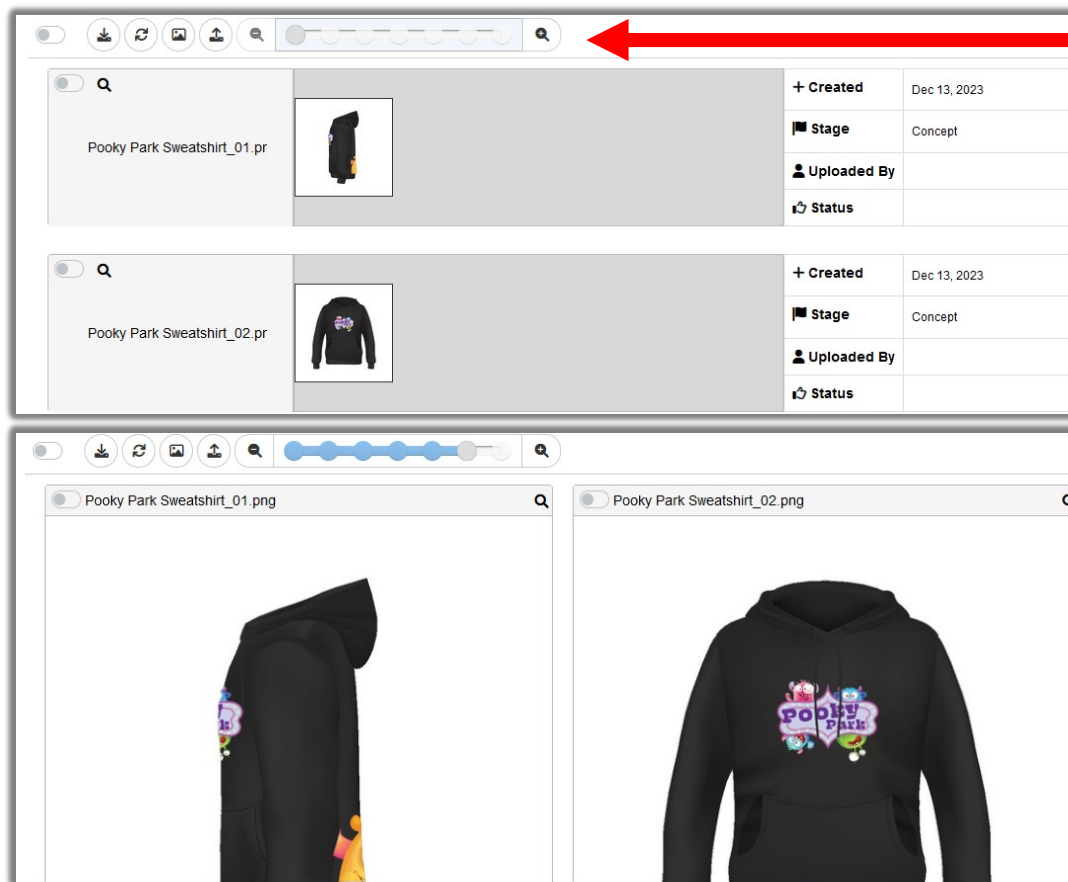 Pooky Park Sweatshirt_01.pr
+ Created
Dec 13, 2023
Stage
Concept
Uploaded By
Status
Pooky Park Sweatshirt_02.pr
POOKY
+ Created
Dec 13, 2023
Stage
Concept
Uploaded By
Status
Pooky Park Sweatshirt_01.png
Pooky Park Sweatshirt_02.png
k
POOKY
Park